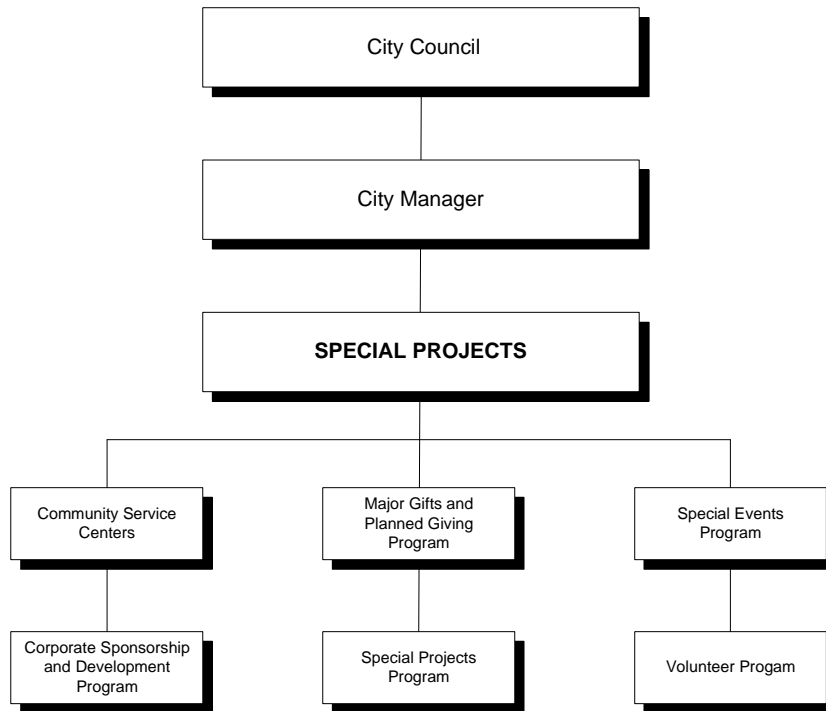 City Council
City Manager
SPECIAL PROJECTS
Community Service
Centers
Major Gifts and
Planned Giving
Program
Special Events
Program
Corporate Sponsorship
and Development
Program
Special Projects
Program
Volunteer Progam